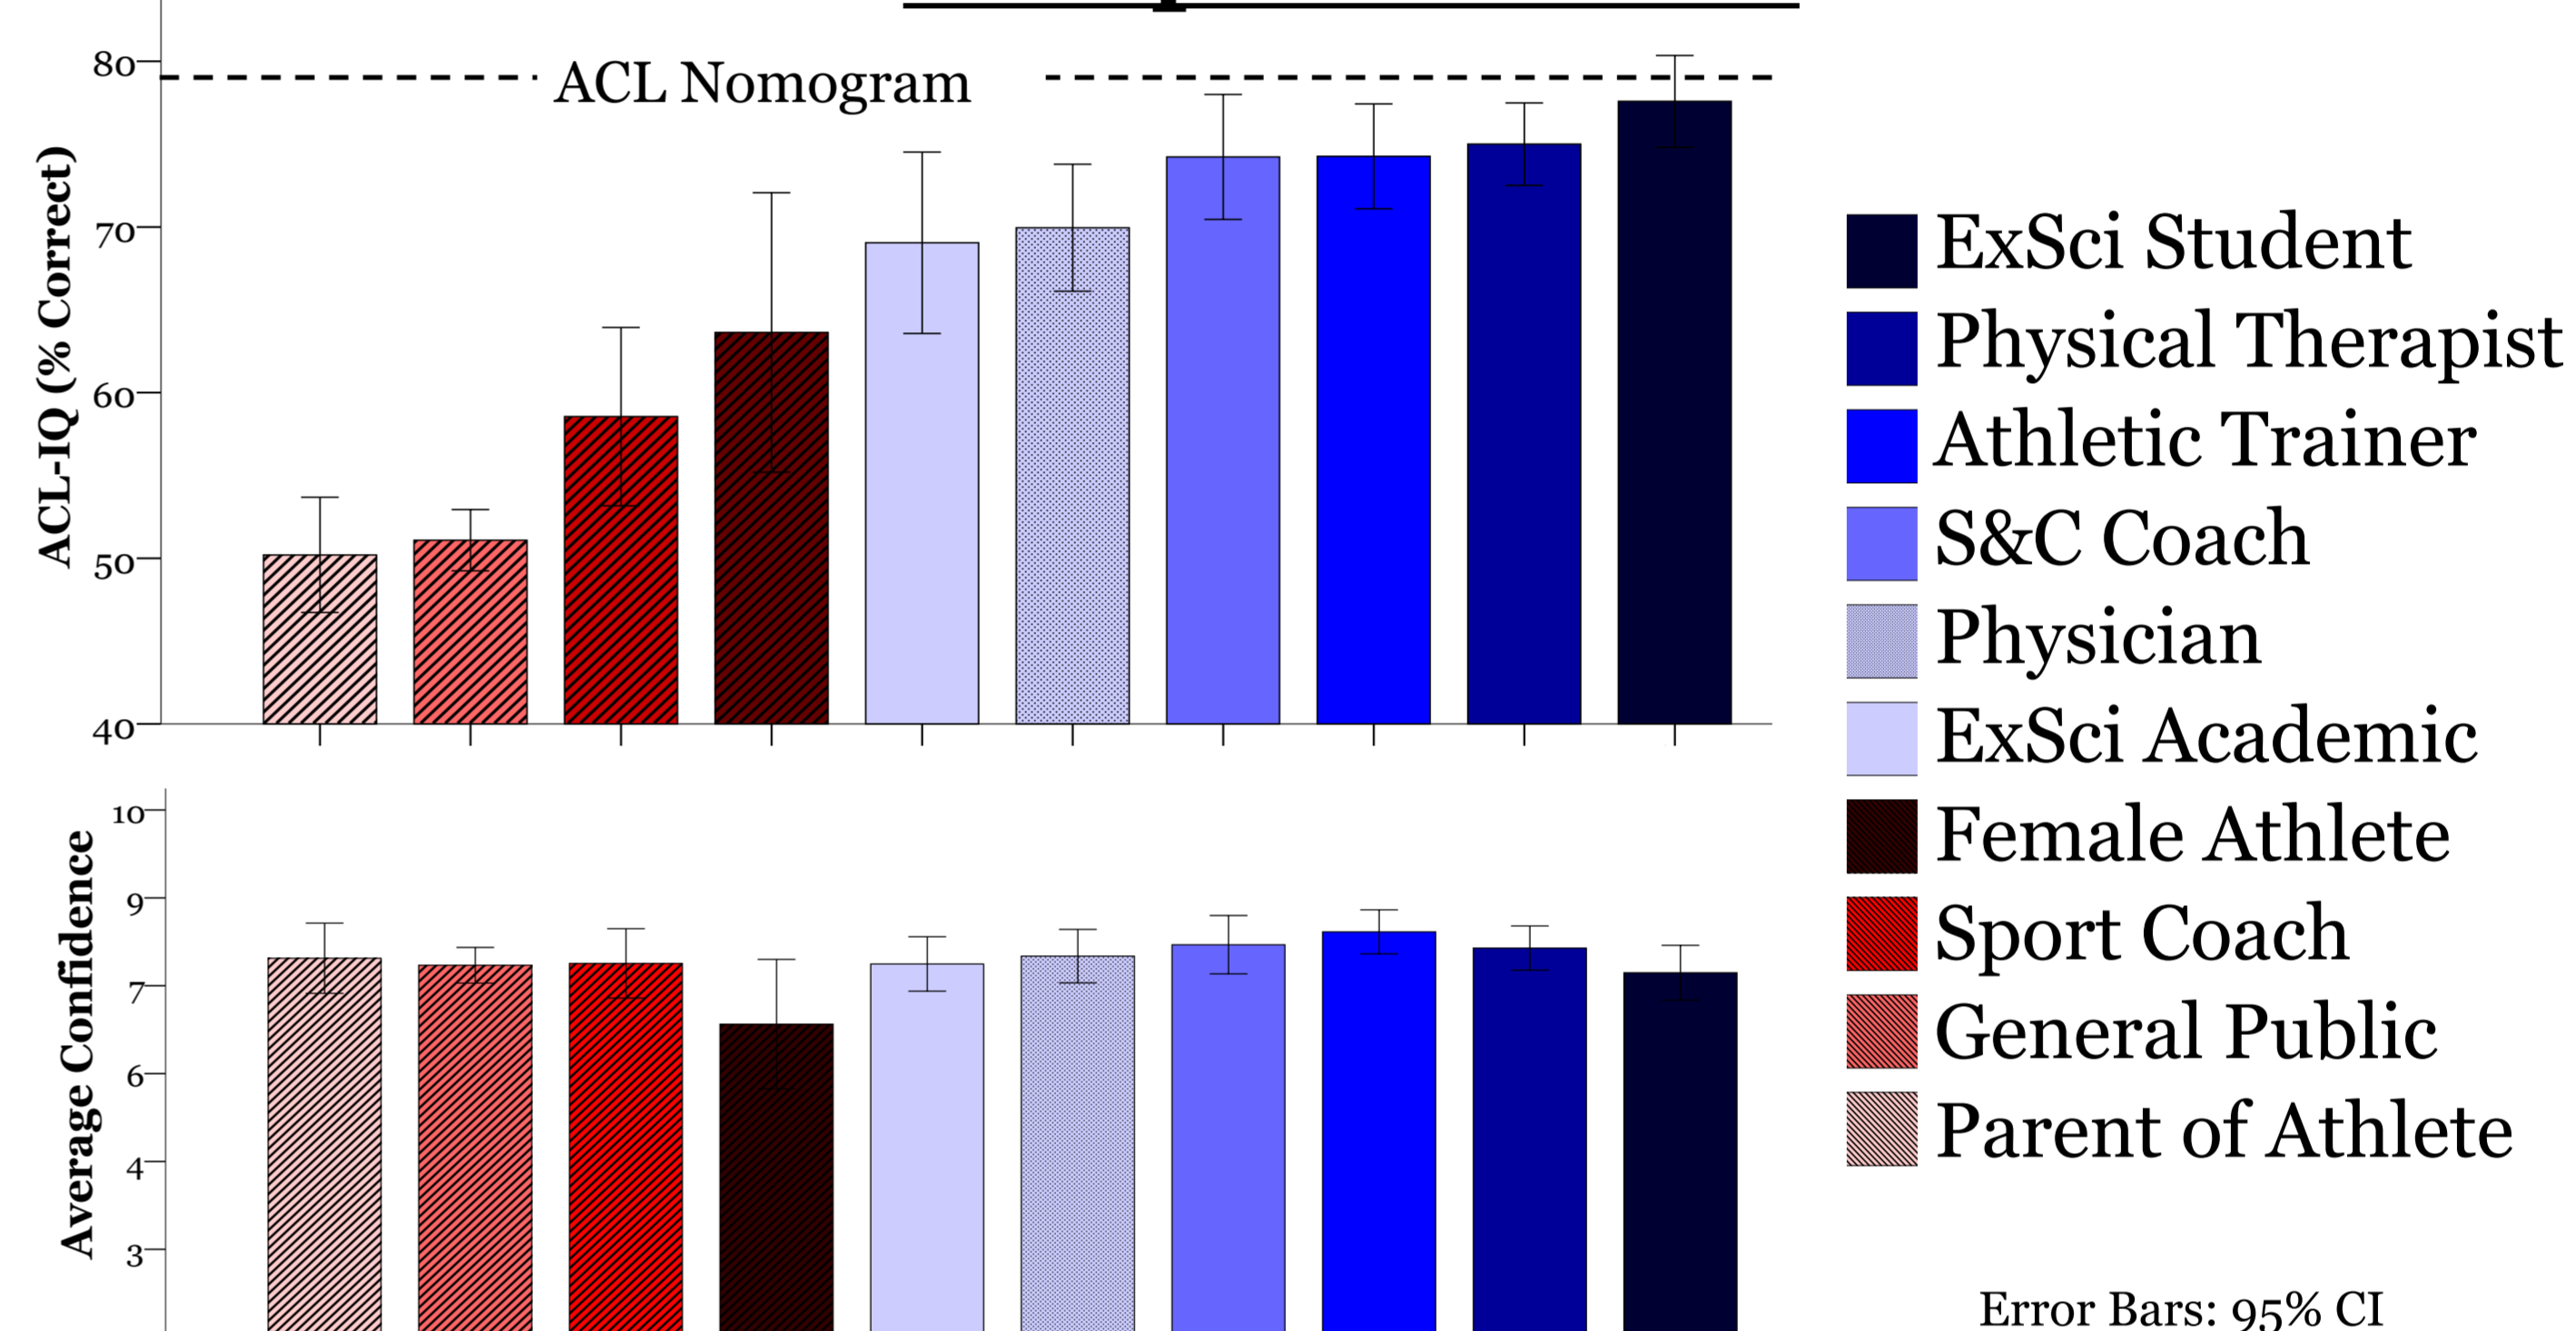 80
ACL Nomogram
70
60
50
40
ACL-IQ (% Correct)
10
9
7
6
4
3
Average Confidence
ExSci Student
Physical Therapist
Athletic Trainer
S&C Coach
Physician
ExSci Academic
Female Athlete
Sport Coach
General Public
Parent of Athlete
Error Bars: 95% CI